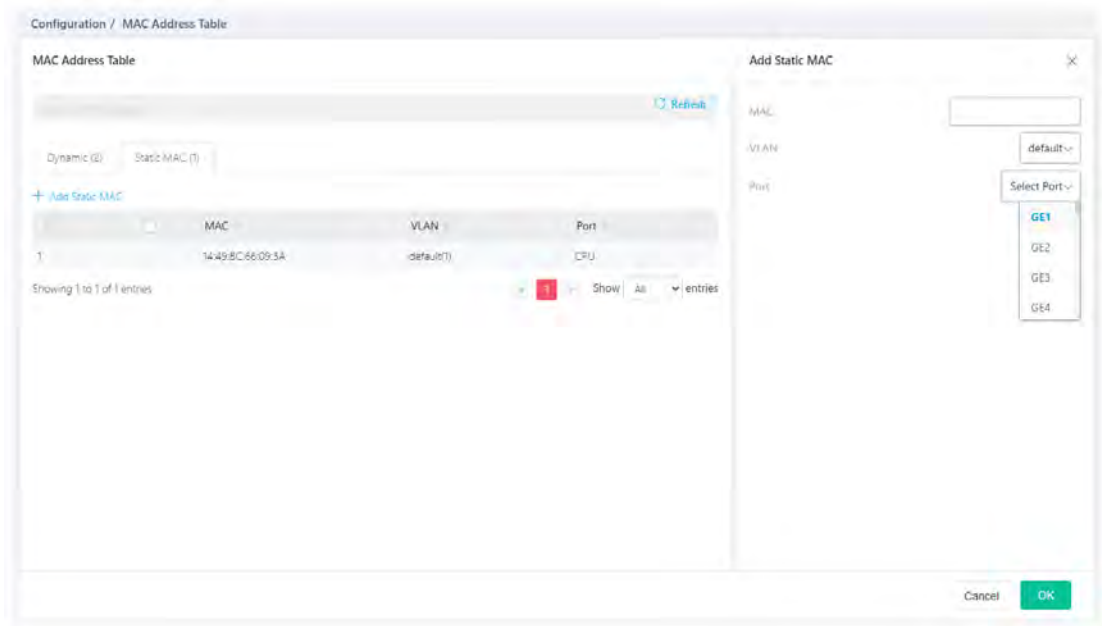 Configuration / MAC Address Table
MAC Address Table
Refresh
Dynamic (2) Static MAC (1)
+ Add Static MAC
MAC VLAN Port
1 14:49:BC:66:09:3A default(1) CPU
Showing 1 to 1 of 1 entries
1 Show All entries
Add Static MAC
MAC
VLAN default
Port Select Port
GE1
GE2
GE3
GE4
Cancel OK